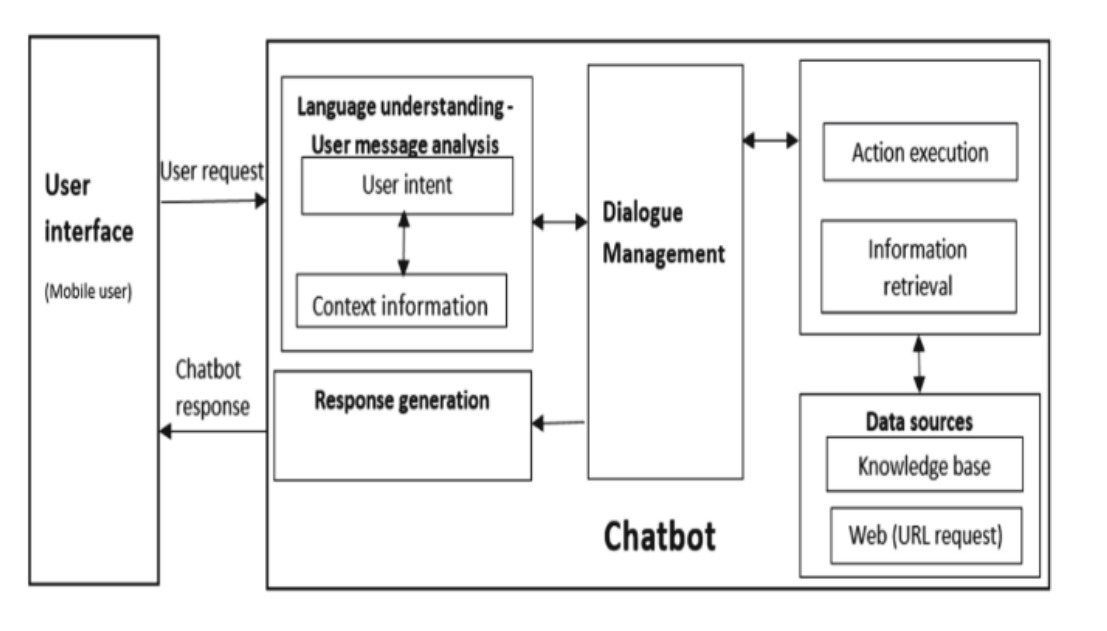 User
interface
(Mobile user)
User request
Chatbot
response
Language understanding -
User message analysis
User intent
Context information
Response generation
Dialogue
Management
Action execution
Information
retrieval
Data sources
Knowledge base
Web (URL request)
Chatbot